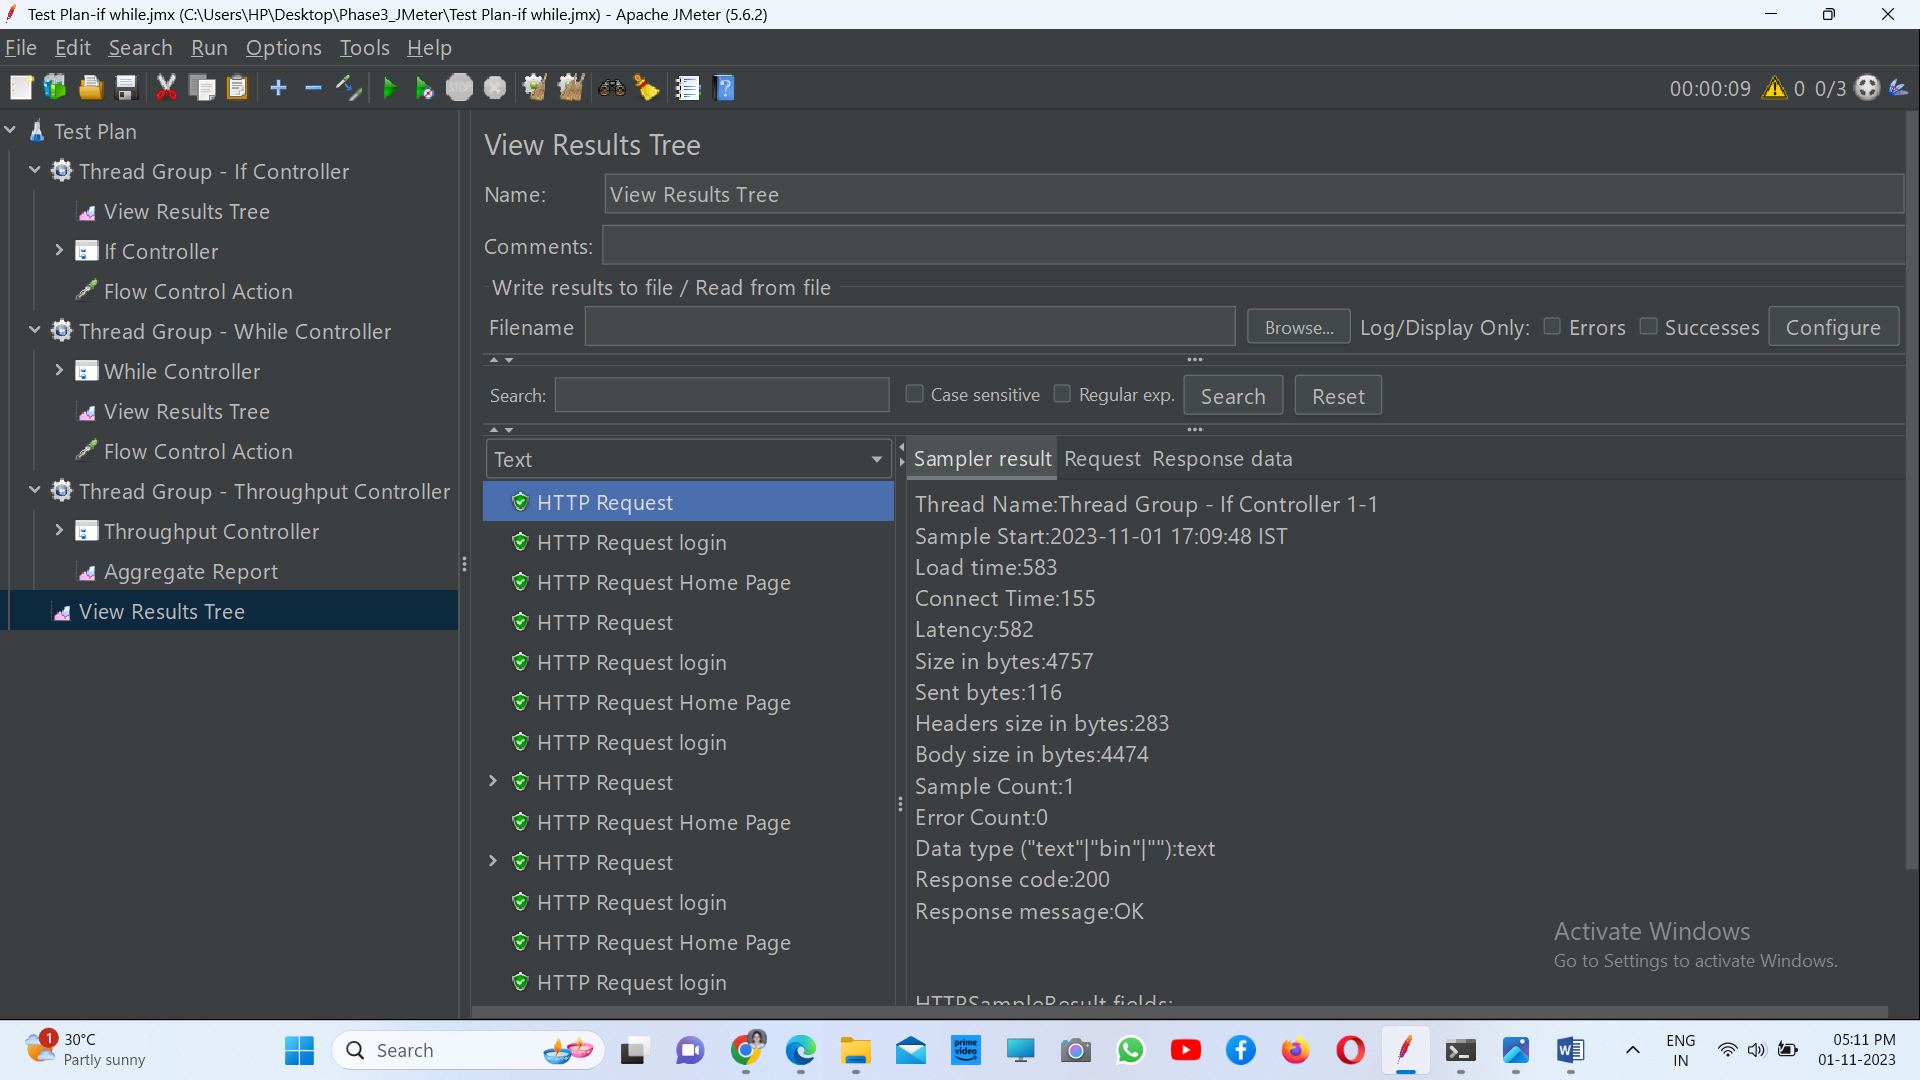 Test Plan-if while.jmx (C:\Users\HP\Desktop\Phase3_JMeter\Test Plan-if while.jmx) - Apache JMeter (5.6.2)
File Edit Search Run Options Tools Help
STOP
00:00:09 0 0/3
Test Plan
Thread Group - If Controller
View Results Tree
If Controller
Flow Control Action
Thread Group - While Controller
While Controller
View Results Tree
Flow Control Action
Thread Group - Throughput Controller
Throughput Controller
Aggregate Report
View Results Tree
View Results Tree
Name: View Results Tree
Comments:
Write results to file / Read from file
Filename Browse... Log/Display Only: Errors Successes Configure
Search: Case sensitive Regular exp. Search Reset
Text
HTTP Request
HTTP Request login
HTTP Request Home Page
HTTP Request
HTTP Request login
HTTP Request Home Page
HTTP Request login
HTTP Request
HTTP Request Home Page
HTTP Request
HTTP Request login
HTTP Request Home Page
HTTP Request login
Sampler result Request Response data
Thread Name:Thread Group - If Controller 1-1
Sample Start:2023-11-01 17:09:48 IST
Load time:583
Connect Time:155
Latency:582
Size in bytes:4757
Sent bytes:116
Headers size in bytes:283
Body size in bytes:4474
Sample Count:1
Error Count:0
Data type ("text"|"bin"|""):text
Response code:200
Response message:OK
HTTPSampleResult fields:
Activate Windows
Go to Settings to activate Windows.
1
30°C
Partly sunny
Search
prime video
ENG
IN
05:11 PM
01-11-2023